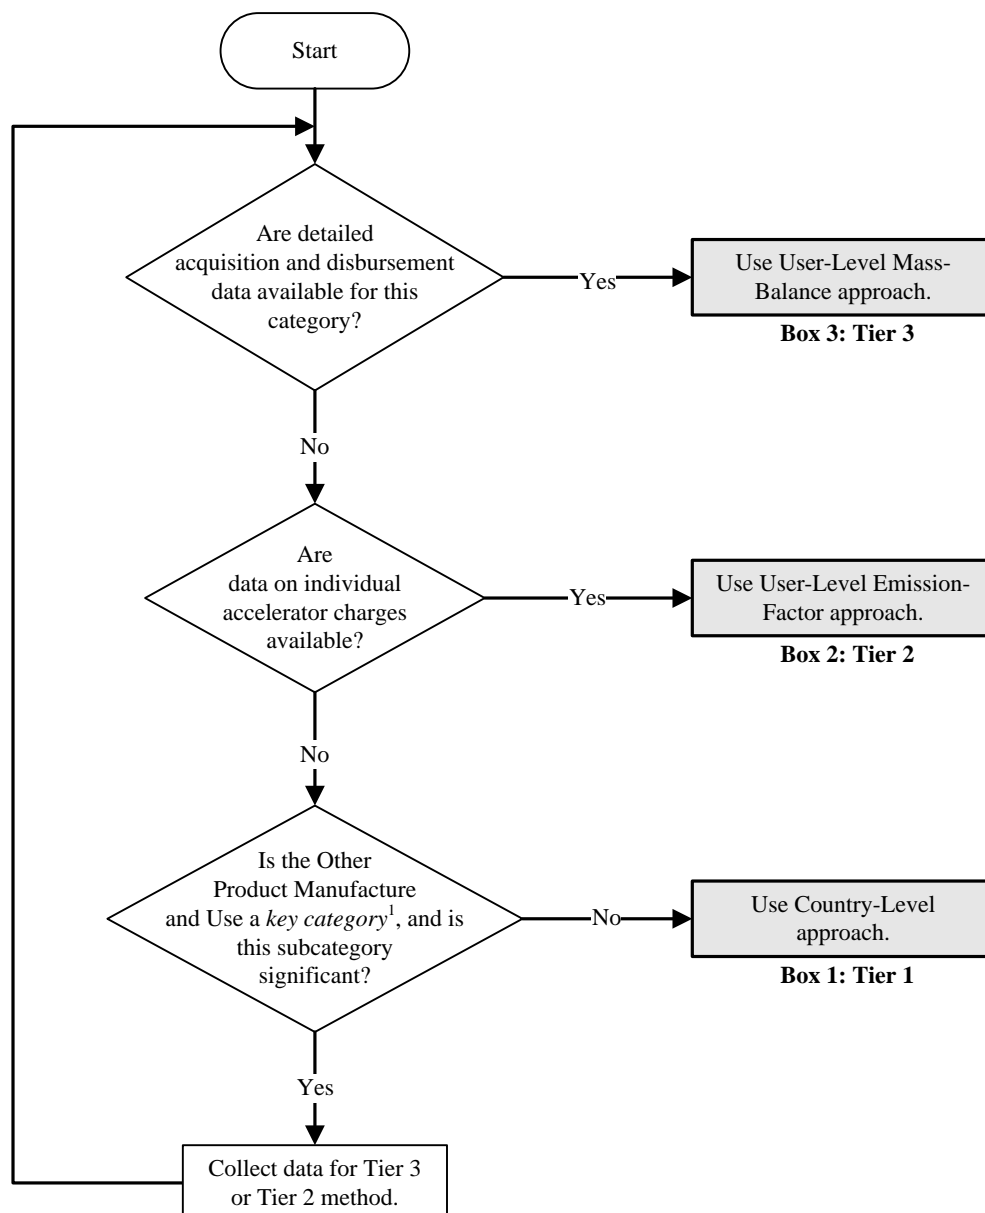 Start
Are detailed
acquisition and disbursement
data available for this
category?
Yes
Use User-Level Mass-
Balance approach.
Box 3: Tier 3
No
Are
data on individual
accelerator charges
available?
Yes
Use User-Level Emission-
Factor approach.
Box 2: Tier 2
No
Is the Other
Product Manufacture
and Use a key category1, and is
this subcategory
significant?
No
Use Country-Level
approach.
Box 1: Tier 1
Yes
Collect data for Tier 3
or Tier 2 method.